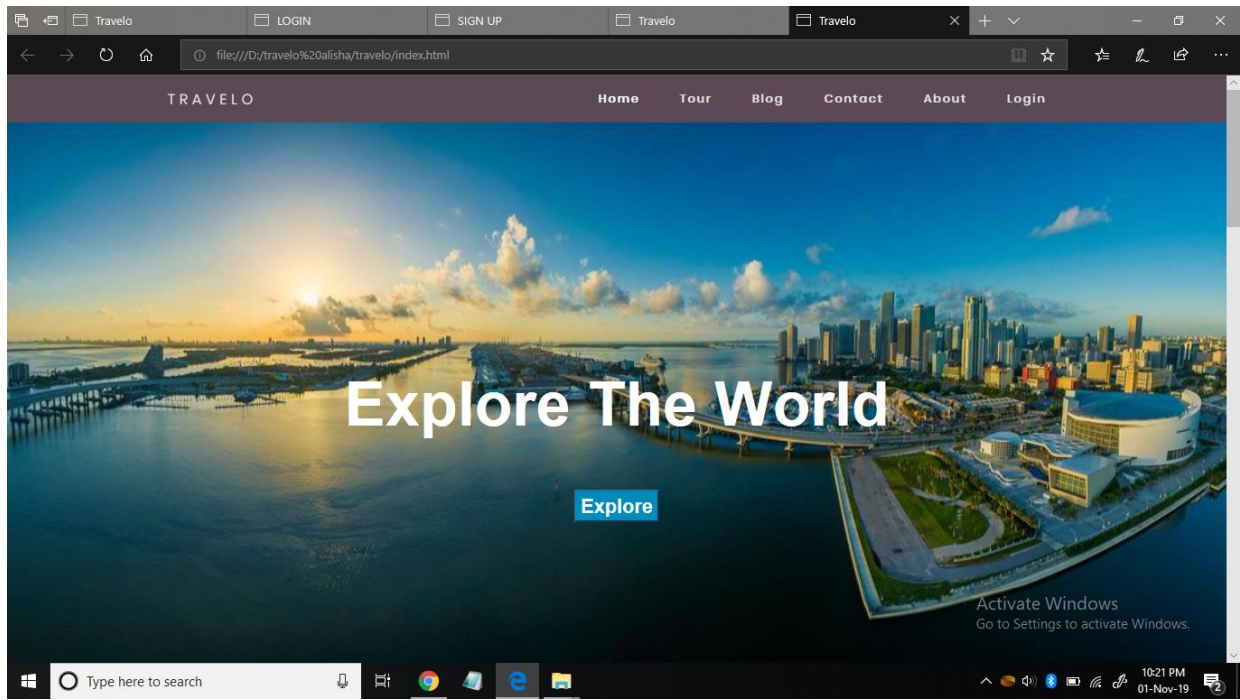 Travelo LOGIN SIGN UP Travelo Travelo
file:///D:/travelo%20alisha/travelo/index.html
TRAVELO Home Tour Blog Contact About Login
Explore The World
Explore
Activate Windows
Go to Settings to activate Windows.
Type here to search
10:21 PM
01-Nov-19
2